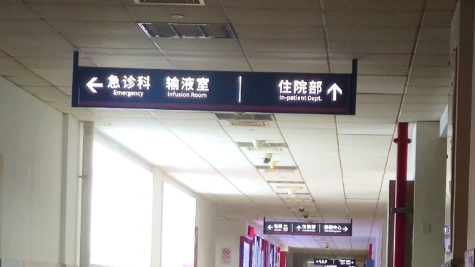 ← 急诊科 输液室 住院部 ↑
Emergency Infusion Room In-patient Dept.